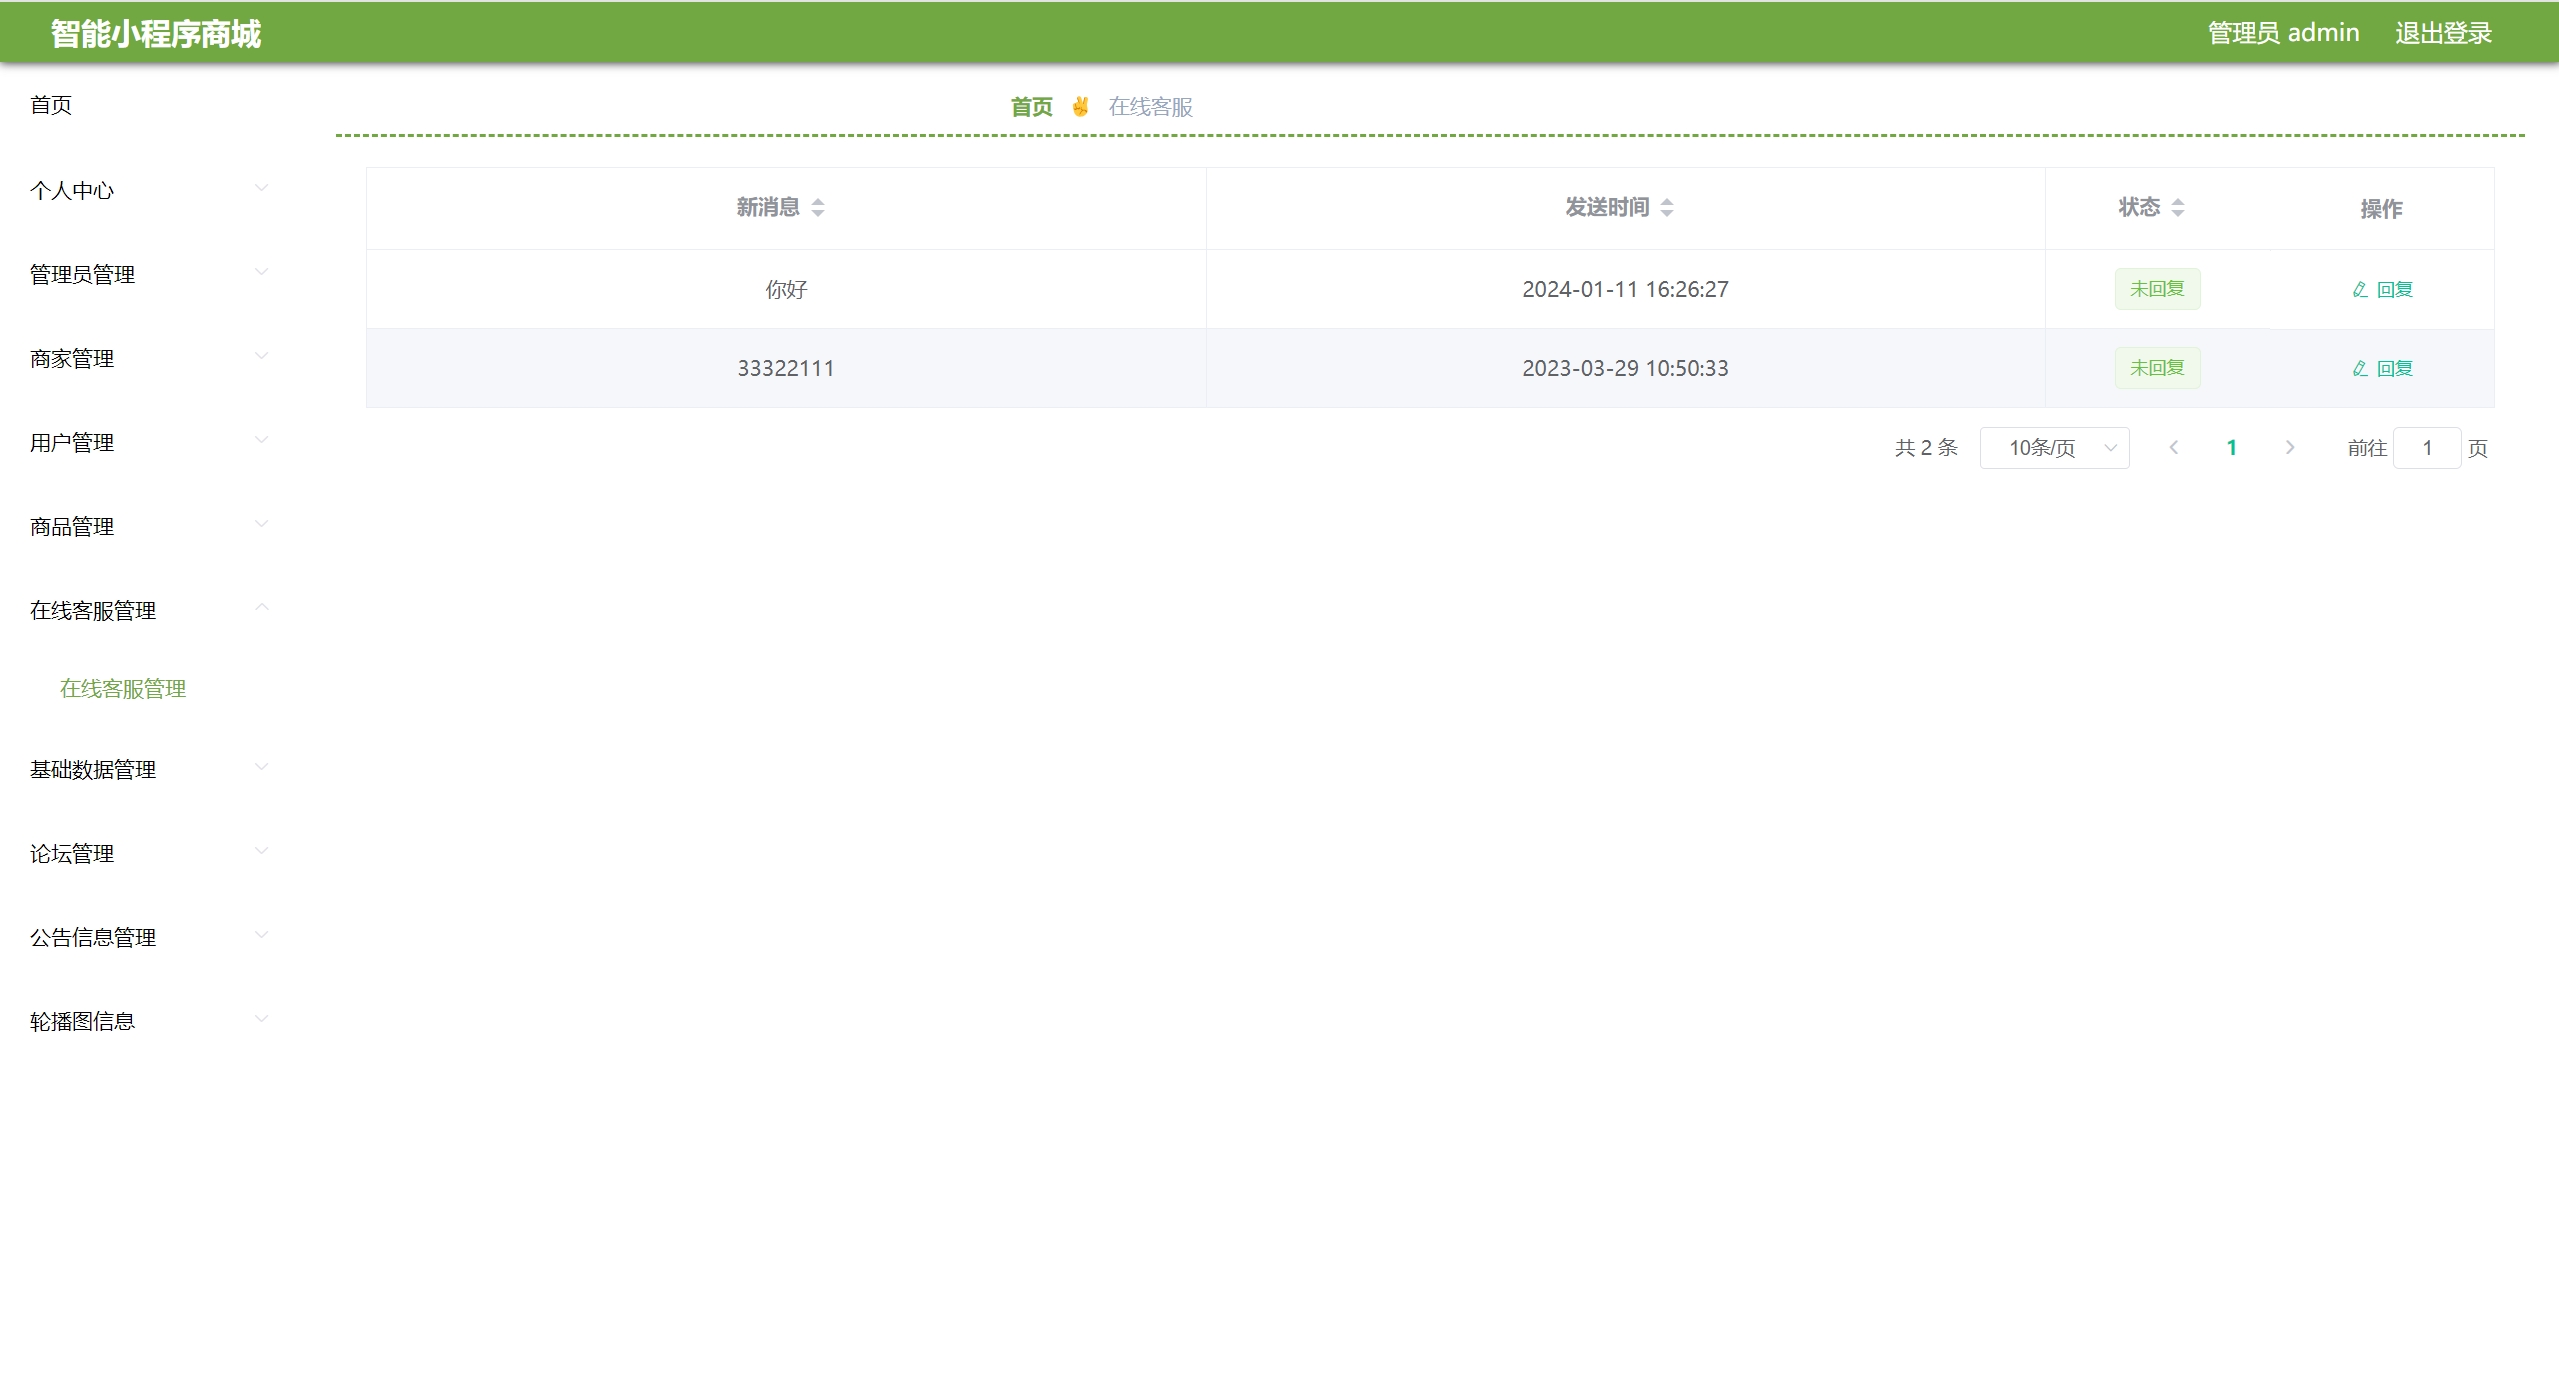 智能小程序商城
管理员 admin 退出登录
首页
个人中心
管理员管理
商家管理
用户管理
商品管理
在线客服管理
在线客服管理
基础数据管理
论坛管理
公告信息管理
轮播图信息
首页 ✌ 在线客服
新消息 发送时间 状态 操作
你好 2024-01-11 16:26:27 未回复 回复
33322111 2023-03-29 10:50:33 未回复 回复
共 2 条 10条/页 1 前往 1 页